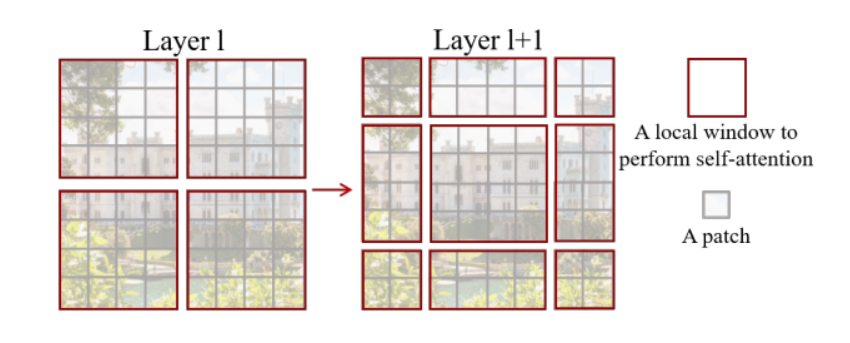 Layer l
Layer l+1
A local window to
perform self-attention
A patch